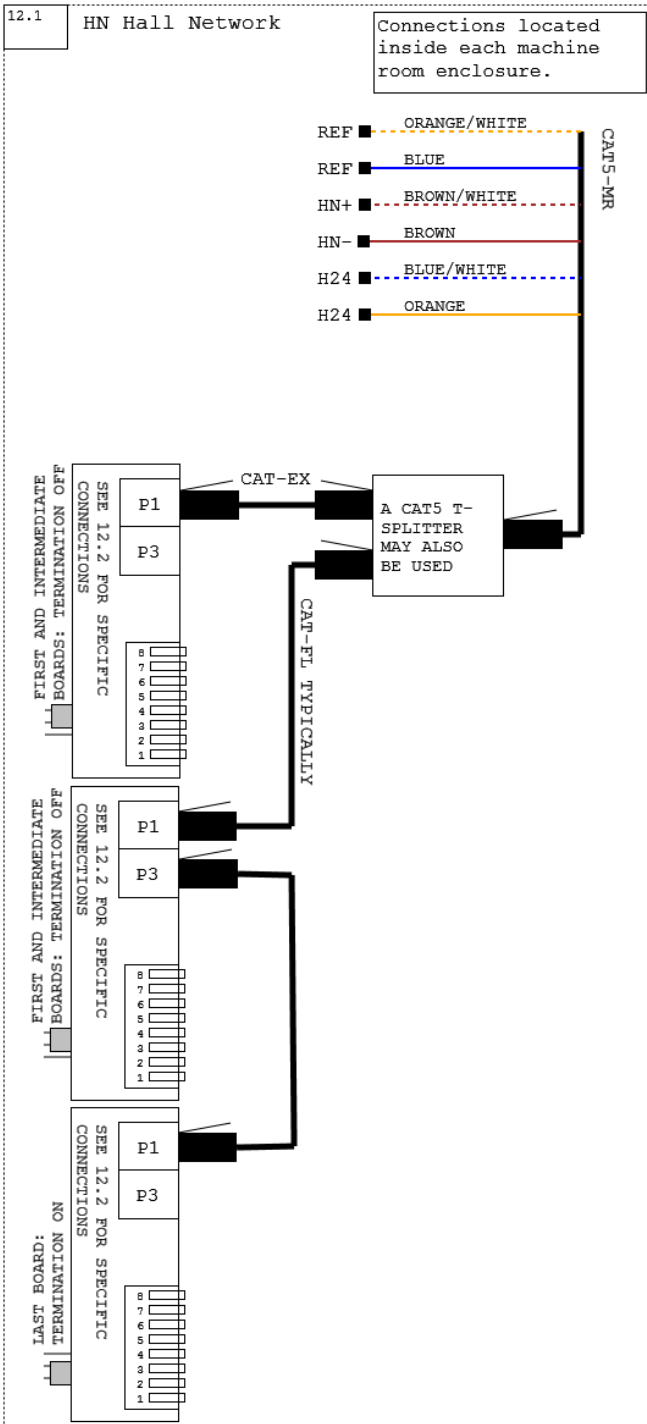 12.1
HN Hall Network
Connections located
inside each machine
room enclosure.
REF
ORANGE/WHITE
REF
BLUE
HN+
BROWN/WHITE
HN-
BROWN
H24
BLUE/WHITE
H24
ORANGE
CAT5-MR
FIRST AND INTERMEDIATE
BOARDS: TERMINATION OFF
SEE 12.2 FOR SPECIFIC
CONNECTIONS
P1
P3
8
7
6
5
4
3
2
1
CAT-EX
A CAT5 T-
SPLITTER
MAY ALSO
BE USED
CAT-FL TYPICALLY
FIRST AND INTERMEDIATE
BOARDS: TERMINATION OFF
SEE 12.2 FOR SPECIFIC
CONNECTIONS
P1
P3
8
7
6
5
4
3
2
1
LAST BOARD:
TERMINATION ON
SEE 12.2 FOR SPECIFIC
CONNECTIONS
P1
P3
8
7
6
5
4
3
2
1